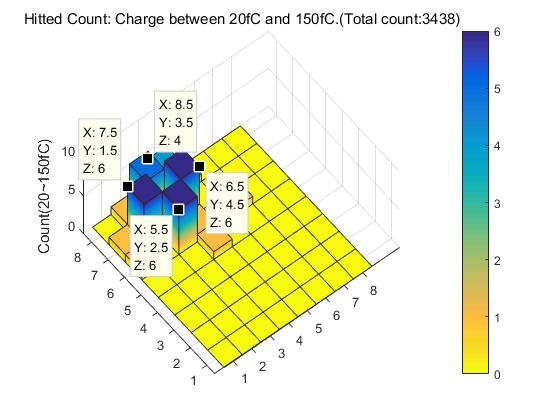 Hitted Count: Charge between 20fC and 150fC.(Total count:3438)
X: 8.5
Y: 3.5
Z: 4
X: 7.5
Y: 1.5
Z: 6
X: 6.5
Y: 4.5
Z: 6
X: 5.5
Y: 2.5
Z: 6
Count(20~150fC)
10
5
0
8
7
6
5
4
3
2
1
1
2
3
4
5
6
7
8
6
5
4
3
2
1
0